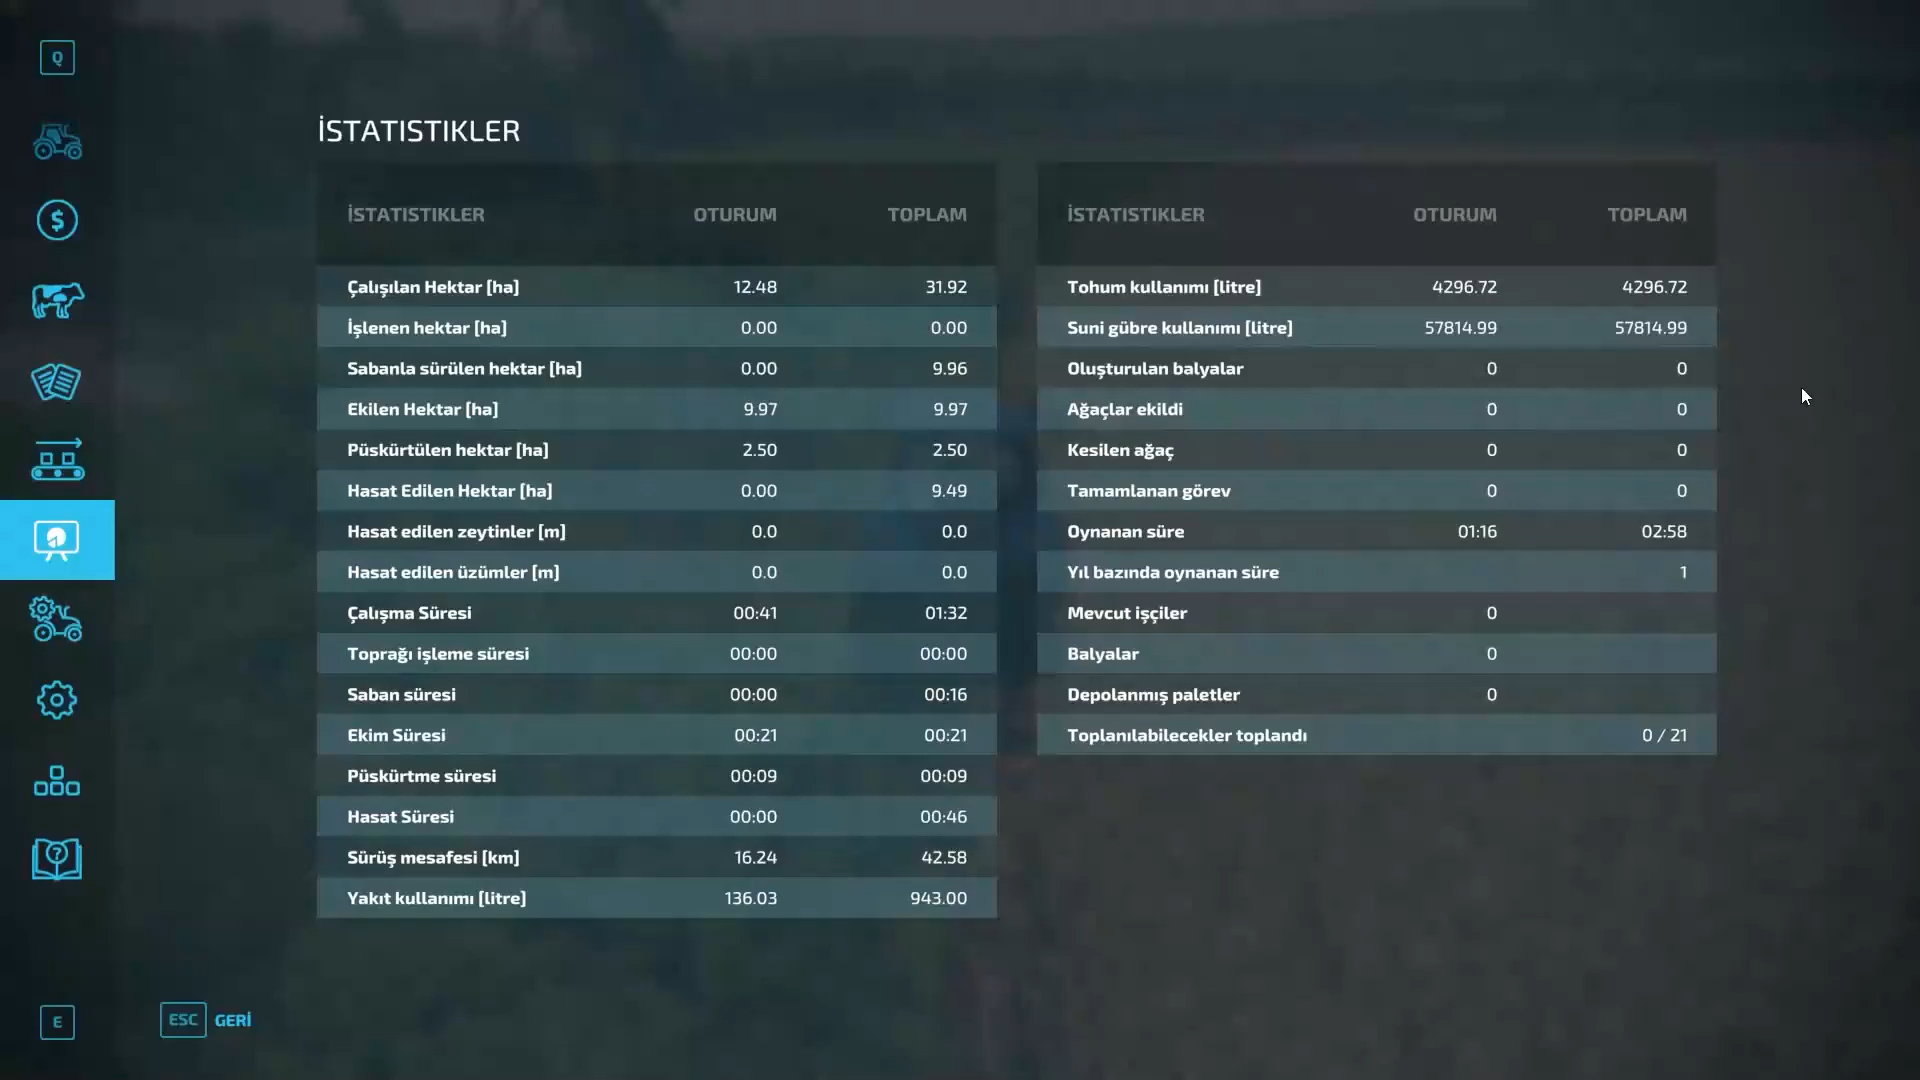 Q
İSTATISTIKLER
İSTATISTIKLER OTURUM TOPLAM
Çalışılan Hektar [ha] 12.48 31.92
İşlenen hektar [ha] 0.00 0.00
Sabanla sürülen hektar [ha] 0.00 9.96
Ekilen Hektar [ha] 9.97 9.97
Püskürtülen hektar [ha] 2.50 2.50
Hasat Edilen Hektar [ha] 0.00 9.49
Hasat edilen zeytinler [m] 0.0 0.0
Hasat edilen üzümler [m] 0.0 0.0
Çalışma Süresi 00:41 01:32
Toprağı işleme süresi 00:00 00:00
Saban süresi 00:00 00:16
Ekim Süresi 00:21 00:21
Püskürtme süresi 00:09 00:09
Hasat Süresi 00:00 00:46
Sürüş mesafesi [km] 16.24 42.58
Yakıt kullanımı [litre] 136.03 943.00
İSTATISTIKLER OTURUM TOPLAM
Tohum kullanımı [litre] 4296.72 4296.72
Suni gübre kullanımı [litre] 57814.99 57814.99
Oluşturulan balyalar 0 0
Ağaçlar ekildi 0 0
Kesilen ağaç 0 0
Tamamlanan görev 0 0
Oynanan süre 01:16 02:58
Yıl bazında oynanan süre 1
Mevcut işçiler 0
Balyalar 0
Depolanmış paletler 0
Toplanılabilecekler toplandı 0 / 21
E
ESC GERİ